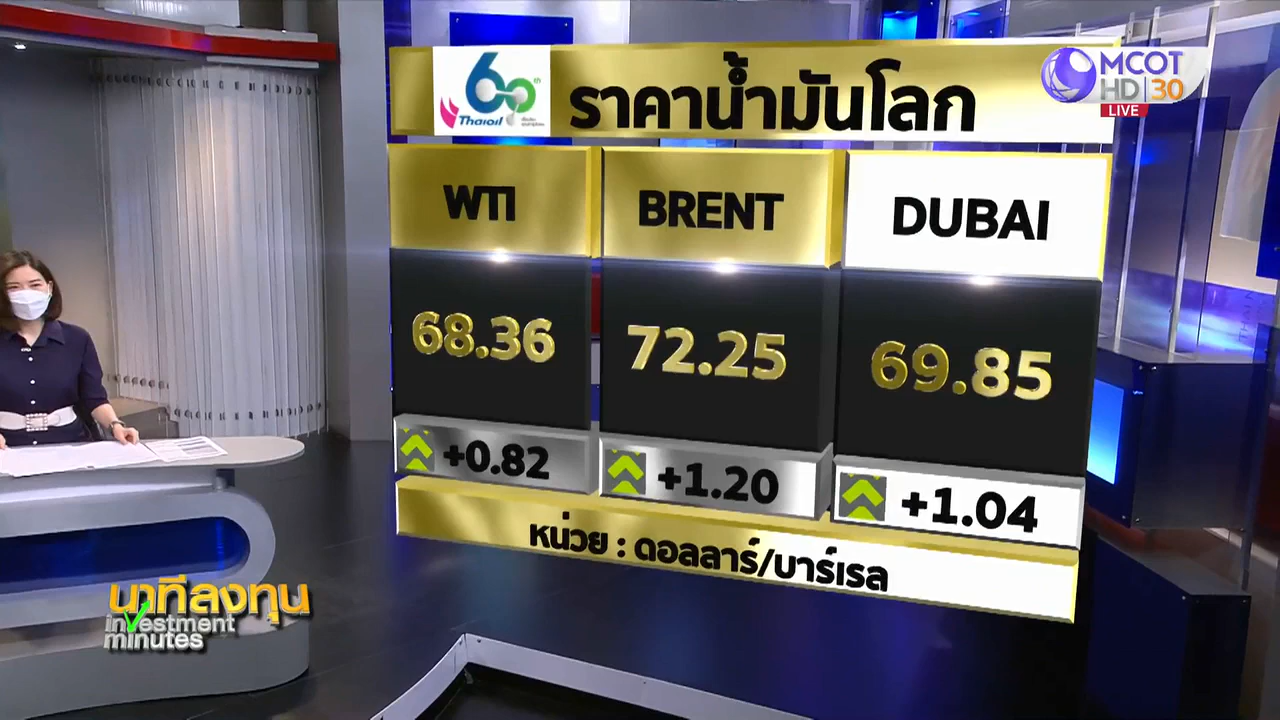 60th
Thaioil
ราคาน้ำมันโลก
MCOT
HD 30
LIVE
WTI
BRENT
DUBAI
68.36
72.25
69.85
+0.82
+1.20
+1.04
หน่วย : ดอลลาร์/บาร์เรล
นาทีลงทุน
investment
minutes